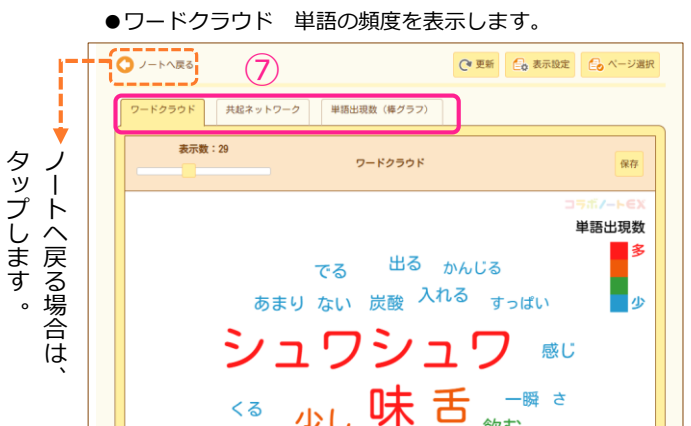 ●ワードクラウド　単語の頻度を表示します。
ノートへ戻る
⑦
更新
表示設定
ページ選択
ワードクラウド
共起ネットワーク
単語出現数（棒グラフ）
表示数：29
ワードクラウド
保存
コラボノートEX
単語出現数
多
少
でる
出る
かんじる
あまり
ない
炭酸
入れる
すっぱい
シュワシュワ
感じ
くる
少し
味
舌
一瞬
さ
飲む
ノートへ戻る場合は、
タップします。